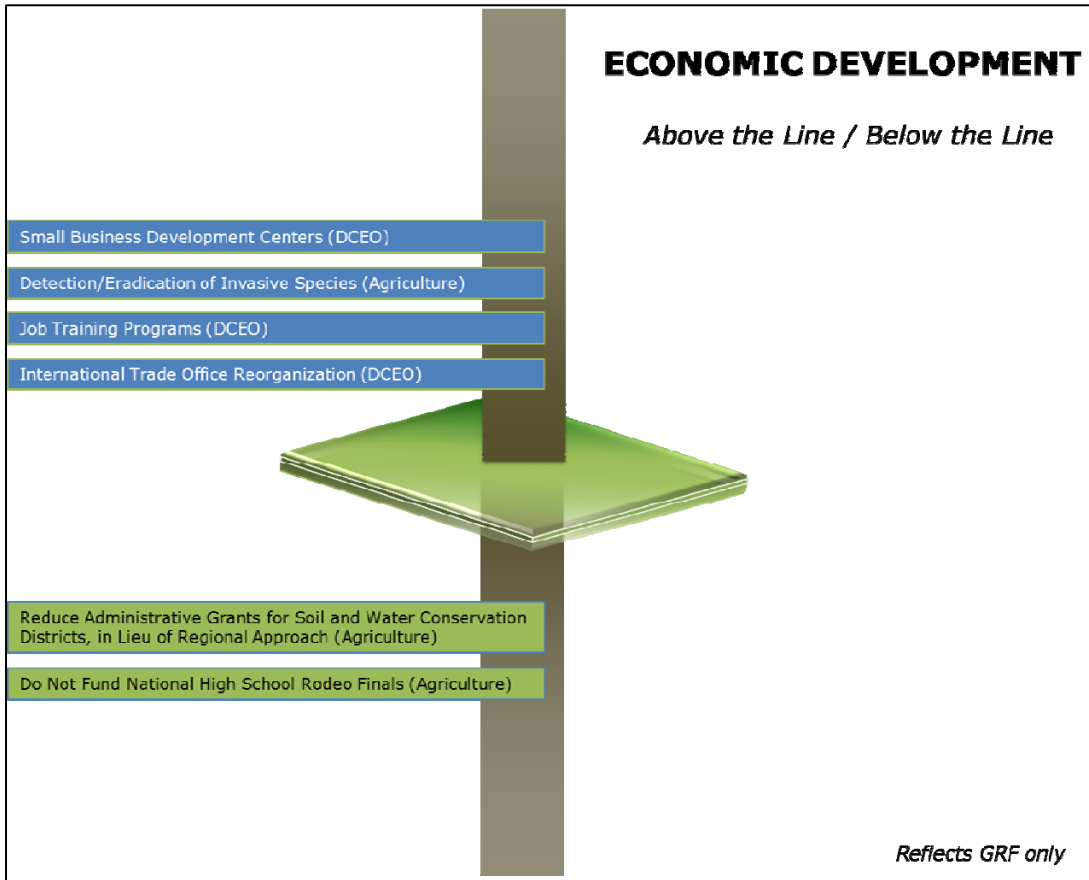 ECONOMIC DEVELOPMENT
Above the Line / Below the Line
Small Business Development Centers (DCEO)
Detection/Eradication of Invasive Species (Agriculture)
Job Training Programs (DCEO)
International Trade Office Reorganization (DCEO)
Reduce Administrative Grants for Soil and Water Conservation
Districts, in Lieu of Regional Approach (Agriculture)
Do Not Fund National High School Rodeo Finals (Agriculture)
Reflects GRF only